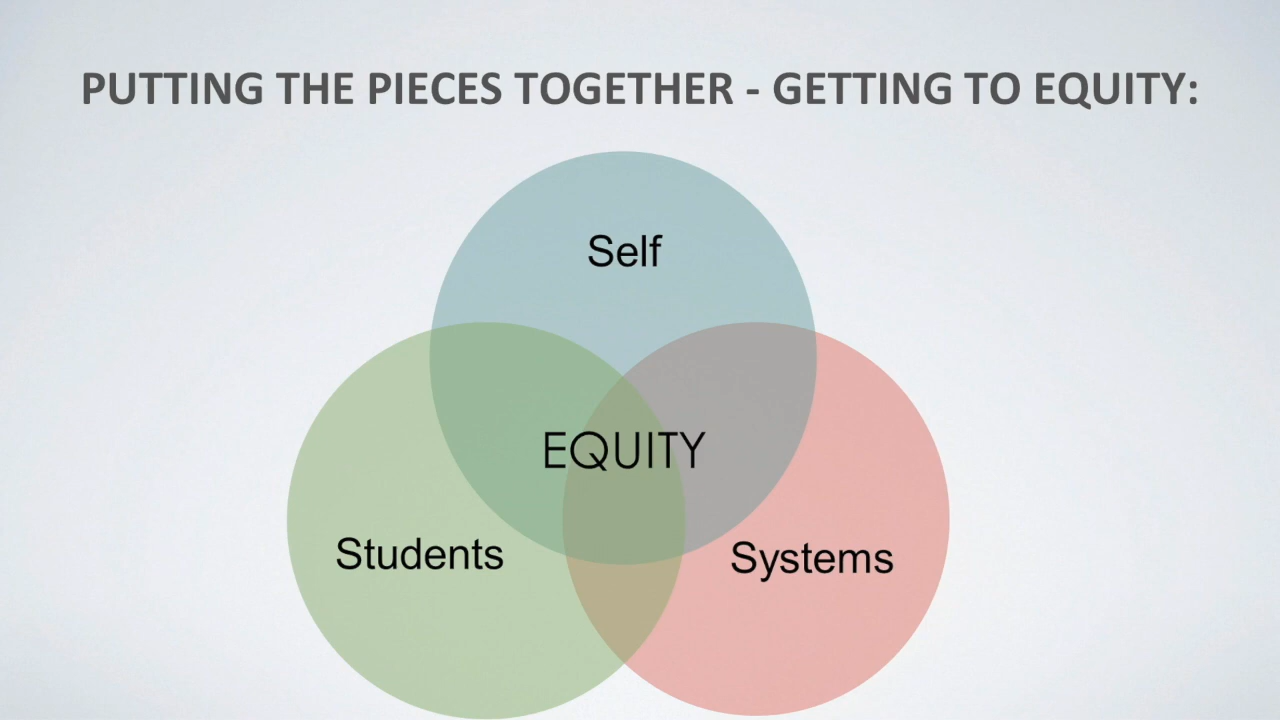 PUTTING THE PIECES TOGETHER - GETTING TO EQUITY:
Self
EQUITY
Students
Systems